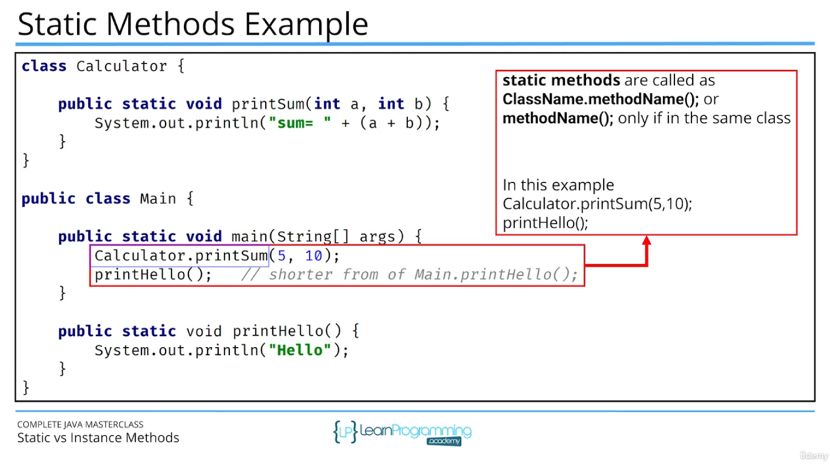 Static Methods Example
class Calculator {
public static void printSum(int a, int b) {
System.out.println("sum= " + (a + b));
}
}
public class Main {
public static void main(String[] args) {
Calculator.printSum(5, 10);
printHello();   // shorter from of Main.printHello();
}
public static void printHello() {
System.out.println("Hello");
}
}
static methods are called as
ClassName.methodName(); or
methodName(); only if in the same class
In this example
Calculator.printSum(5,10);
printHello();
COMPLETE JAVA MASTERCLASS
Static vs Instance Methods
{LP} LearnProgramming
academy
Udemy